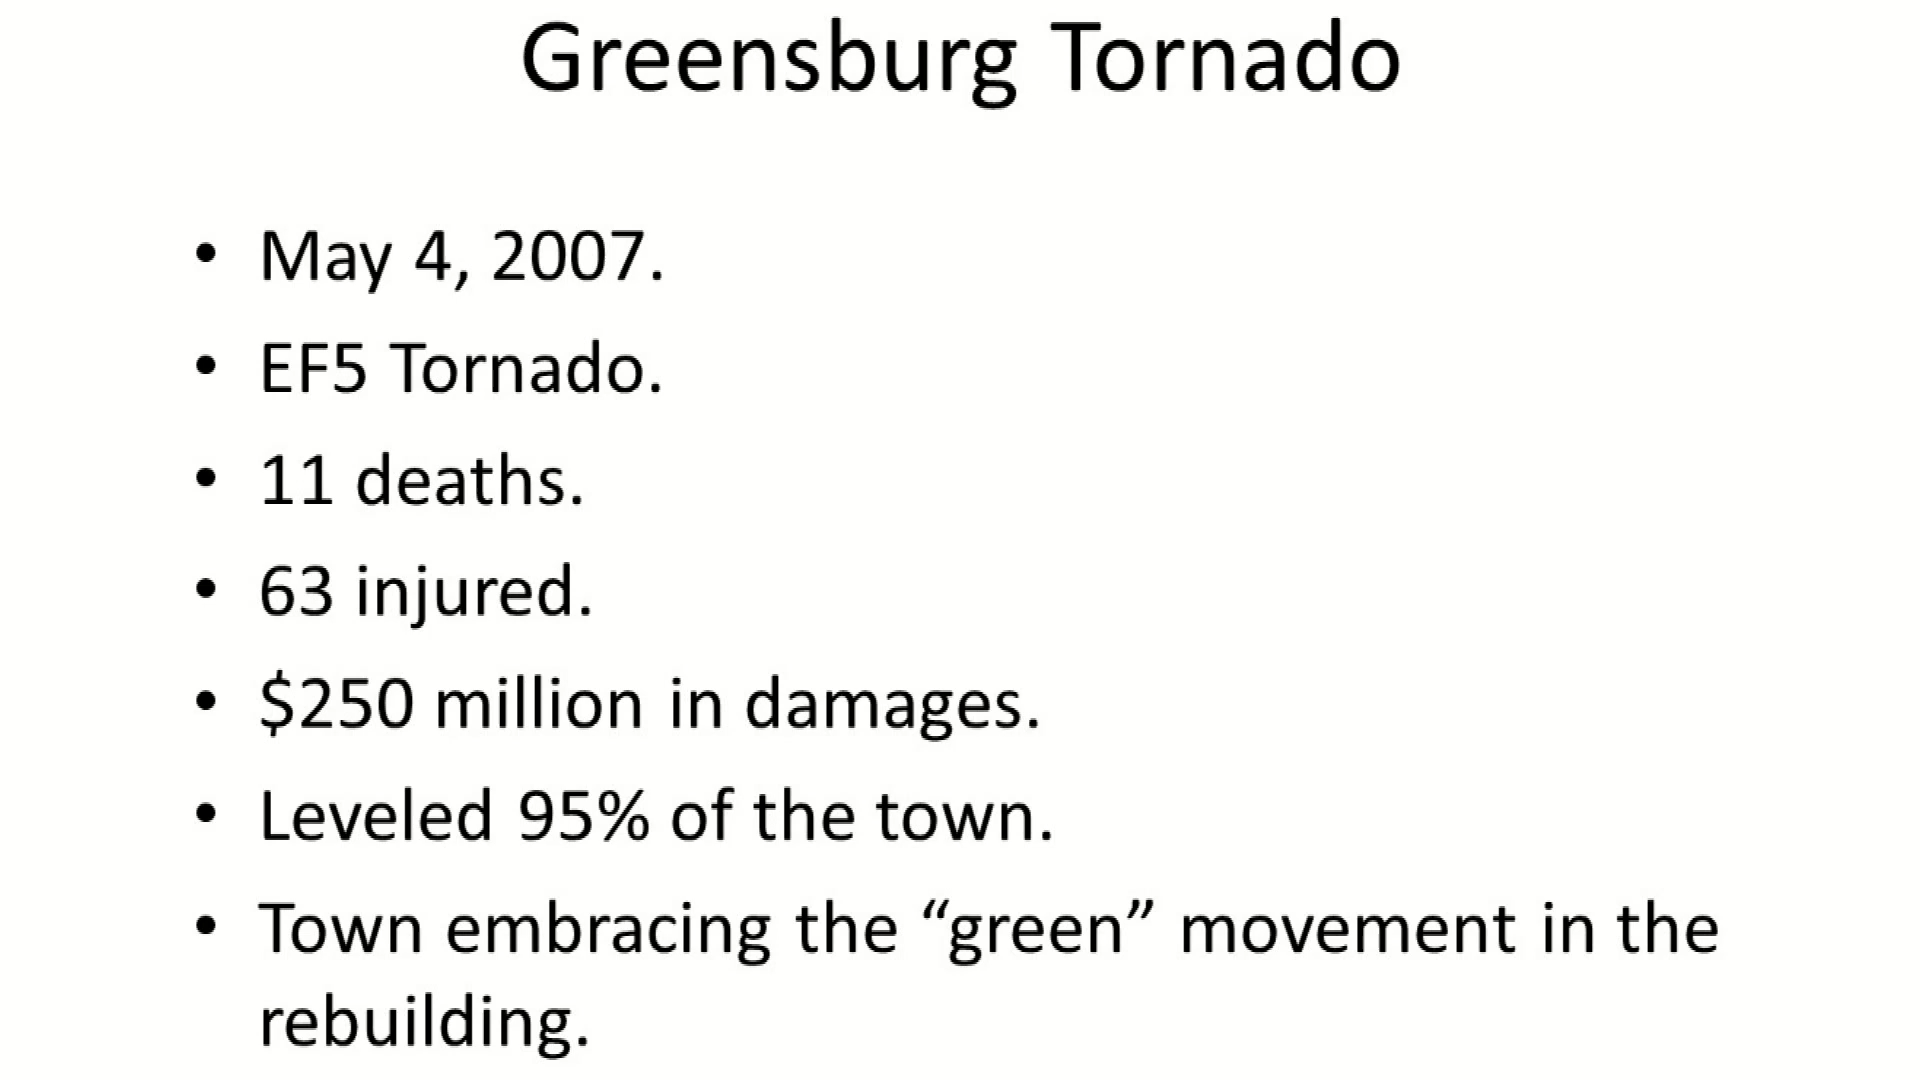 Greensburg Tornado
• May 4, 2007.
• EF5 Tornado.
• 11 deaths.
• 63 injured.
• $250 million in damages.
• Leveled 95% of the town.
• Town embracing the “green” movement in the
rebuilding.